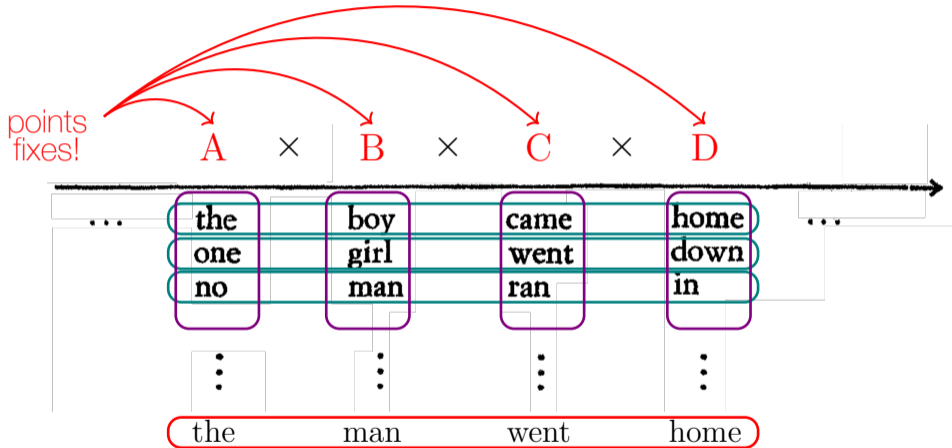 points
fixes!
A × B × C × D
... the boy came home ...
one girl went down
no man ran in
⋮ ⋮ ⋮ ⋮
the man went home